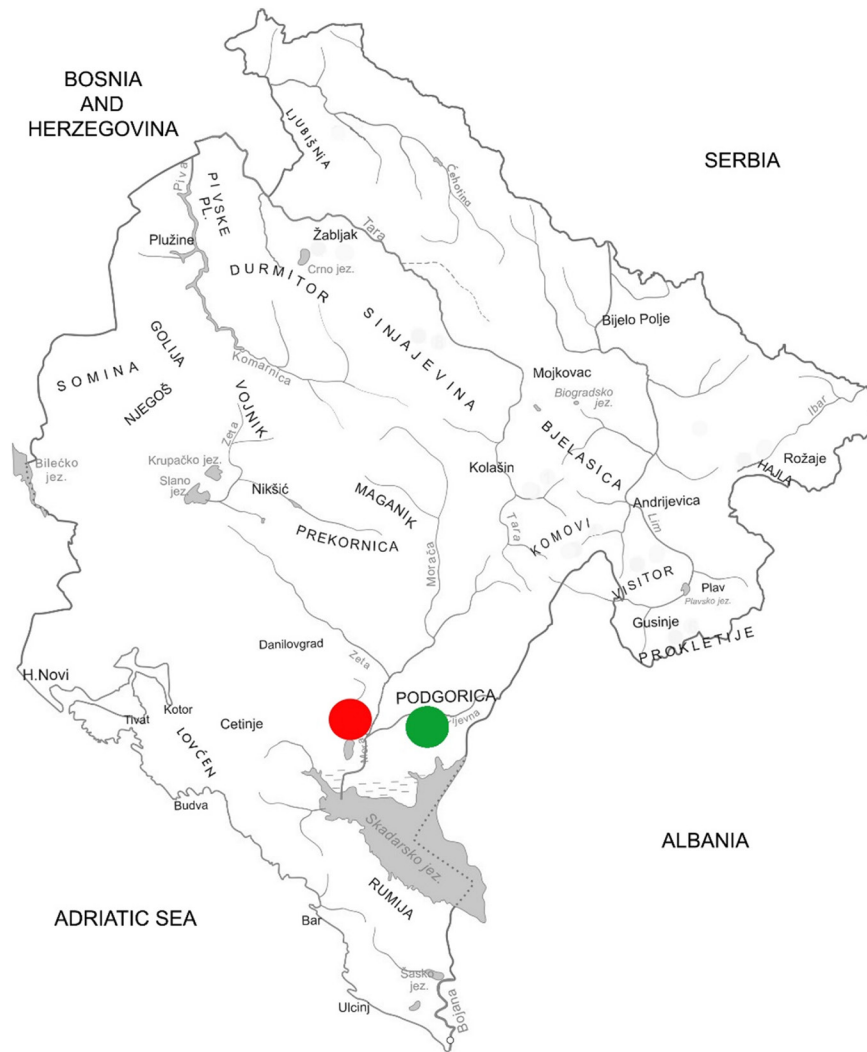 BOSNIA
AND
HERZEGOVINA
SERBIA
LJUBIŠNJA
Ćehotina
Piva
PIVSKE
PL.
Tara
Plužine
Žabljak
Crno jez.
DURMITOR
SINJAJEVINA
Bijelo Polje
GOLIJA
SOMINA
NJEGOŠ
Komarnica
VOJNIK
Mojkovac
Biogradsko
jez.
Ibar
Zeta
BJELASICA
Rožaje
HAJLA
Bilećko
jez.
Krupačko jez.
Slano
jez.
Nikšić
Kolašin
MAGANIK
Andrijevica
PREKORNICA
Tara
KOMOVI
Lim
Morača
VISITOR
Plav
Plavsko jez.
Gusinje
PROKLETIJE
Danilovgrad
Zeta
H.Novi
PODGORICA
Kotor
Tivat
Cetinje
LOVĆEN
Budva
Skadarsko jez.
ALBANIA
RUMIJA
ADRIATIC SEA
Bar
Šasko
jez.
Ulcinj
Bojana